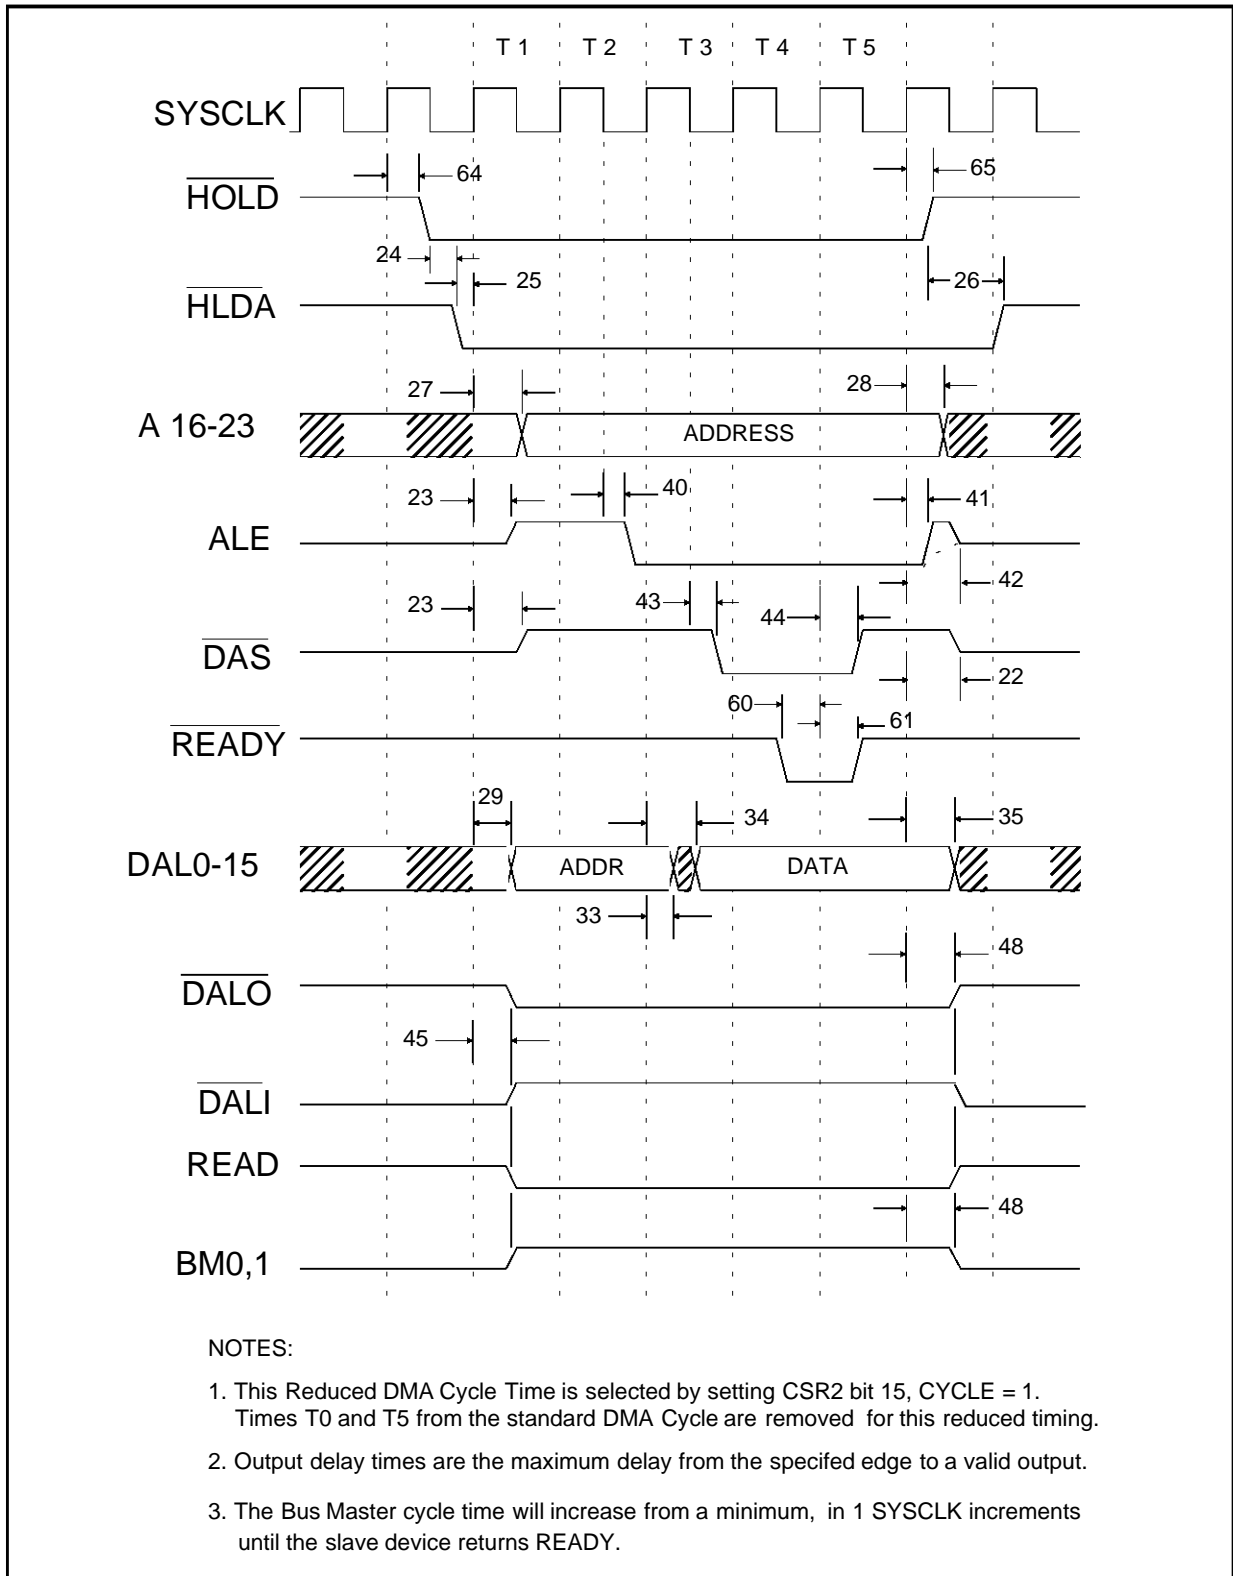 T 1 T 2 T 3 T 4 T 5
SYSCLK
64 65
HOLD
24 25 26
HLDA
27 28
A 16-23 ADDRESS
23 40 41
ALE
42
23 43 44
DAS
22
60 61
READY
29 34 35
DAL0-15 ADDR DATA
33
48
DALO
45
DALI
READ
48
BM0,1
NOTES:
1. This Reduced DMA Cycle Time is selected by setting CSR2 bit 15, CYCLE = 1.
Times T0 and T5 from the standard DMA Cycle are removed for this reduced timing.
2. Output delay times are the maximum delay from the specifed edge to a valid output.
3. The Bus Master cycle time will increase from a minimum, in 1 SYSCLK increments
until the slave device returns READY.